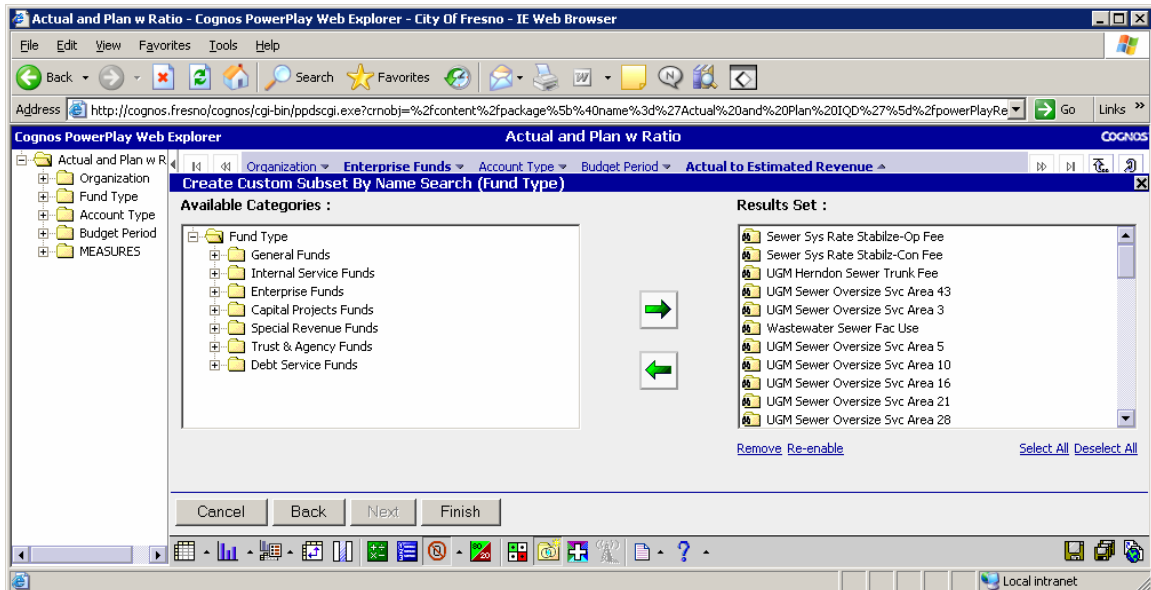 Actual and Plan w Ratio - Cognos PowerPlay Web Explorer - City Of Fresno - IE Web Browser
File Edit View Favorites Tools Help
Back Search Favorites
Address http://cognos.fresno/cognos/cgi-bin/ppdscgi.exe?crnobj=%2fcontent%2fpackage%5b%40name%3d%27Actual%20and%20Plan%20IQD%27%5d%2fpowerPlayRe Go Links »
Cognos PowerPlay Web Explorer Actual and Plan w Ratio COGNOS
Actual and Plan w R
Organization
Fund Type
Account Type
Budget Period
MEASURES
Organization Enterprise Funds Account Type Budget Period Actual to Estimated Revenue
Create Custom Subset By Name Search (Fund Type)
Available Categories :
Fund Type
General Funds
Internal Service Funds
Enterprise Funds
Capital Projects Funds
Special Revenue Funds
Trust & Agency Funds
Debt Service Funds
Results Set :
Sewer Sys Rate Stabilze-Op Fee
Sewer Sys Rate Stabilz-Con Fee
UGM Herndon Sewer Trunk Fee
UGM Sewer Oversize Svc Area 43
UGM Sewer Oversize Svc Area 3
Wastewater Sewer Fac Use
UGM Sewer Oversize Svc Area 5
UGM Sewer Oversize Svc Area 10
UGM Sewer Oversize Svc Area 16
UGM Sewer Oversize Svc Area 21
UGM Sewer Oversize Svc Area 28
Remove Re-enable Select All Deselect All
Cancel Back Next Finish
Local intranet